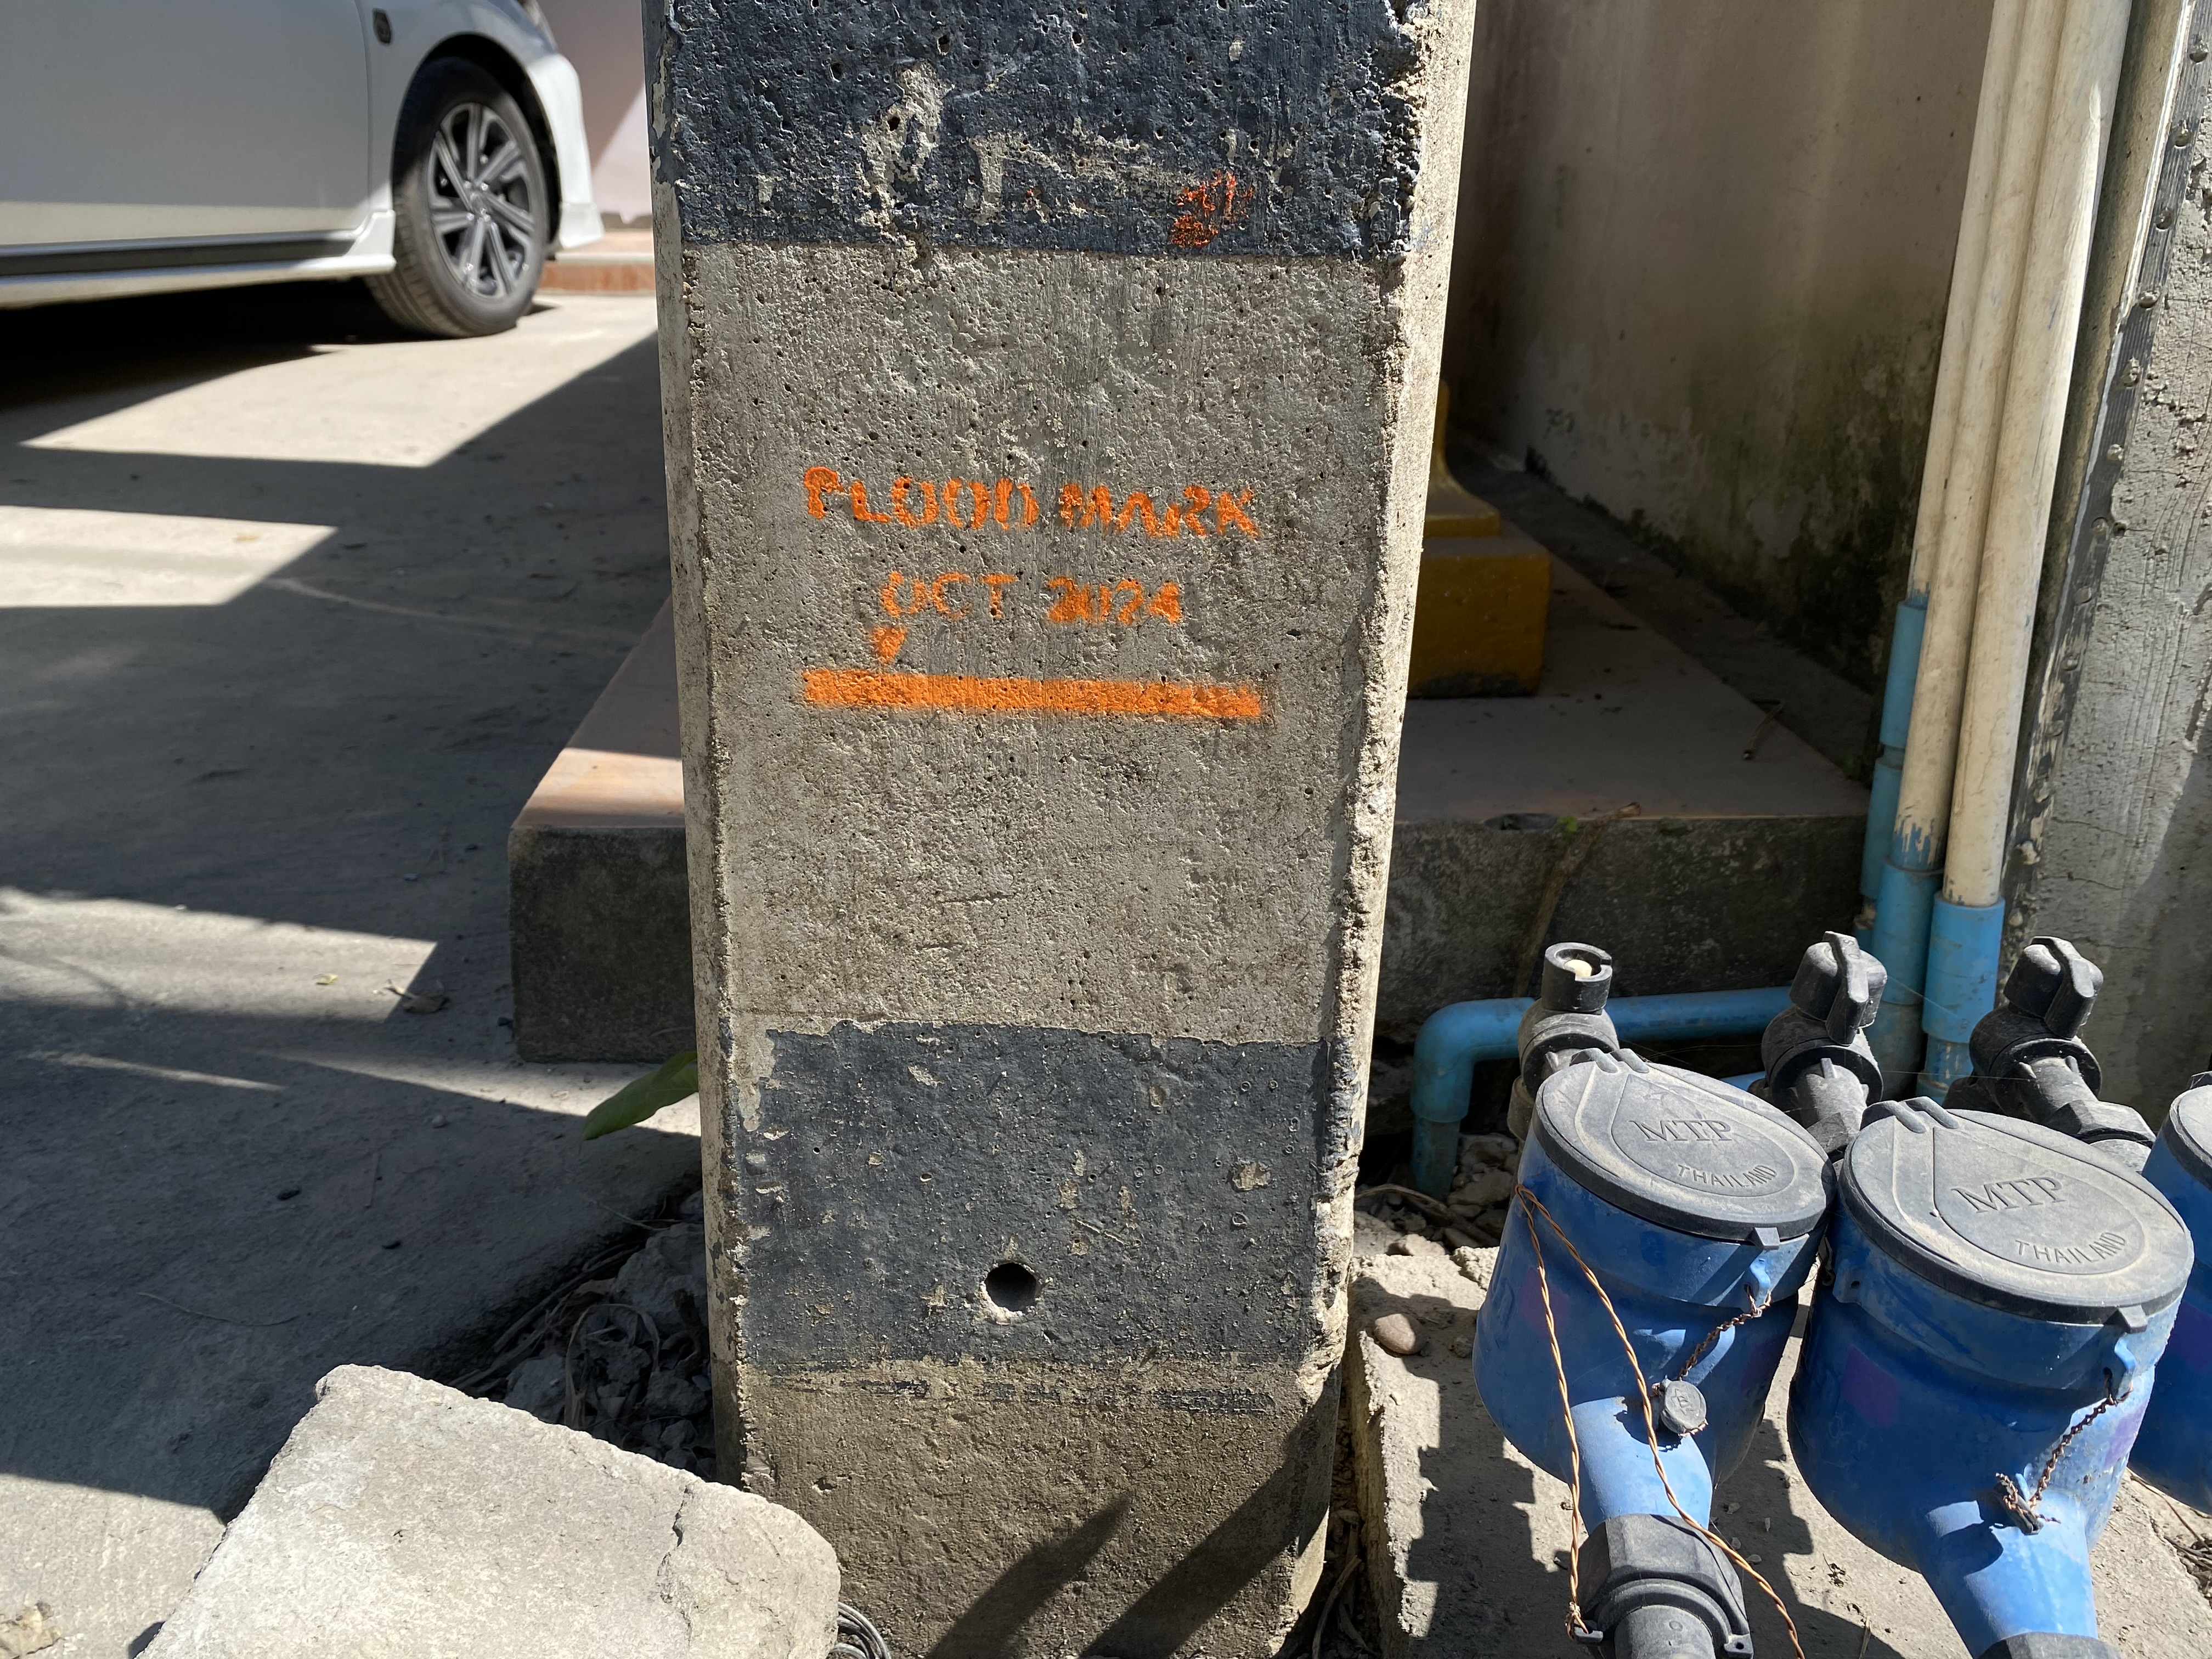 FLOOD MARK
OCT 2024
MTP
THAILAND
MTP
THAILAND